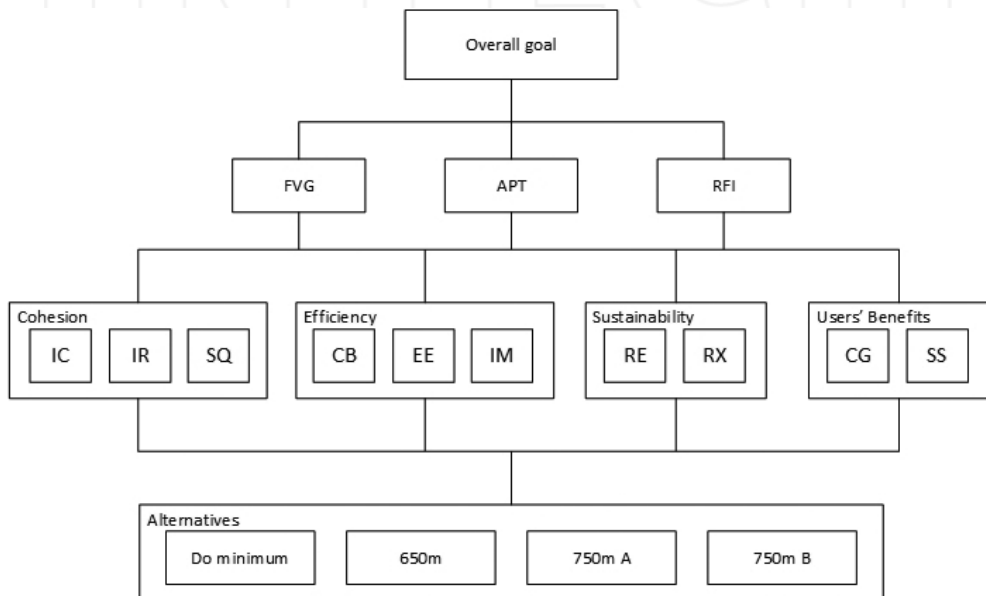 Overall goal
FVG APT RFI
Cohesion Efficiency Sustainability Users' Benefits
IC IR SQ CB EE IM RE RX CG SS
Alternatives
Do minimum 650m 750m A 750m B